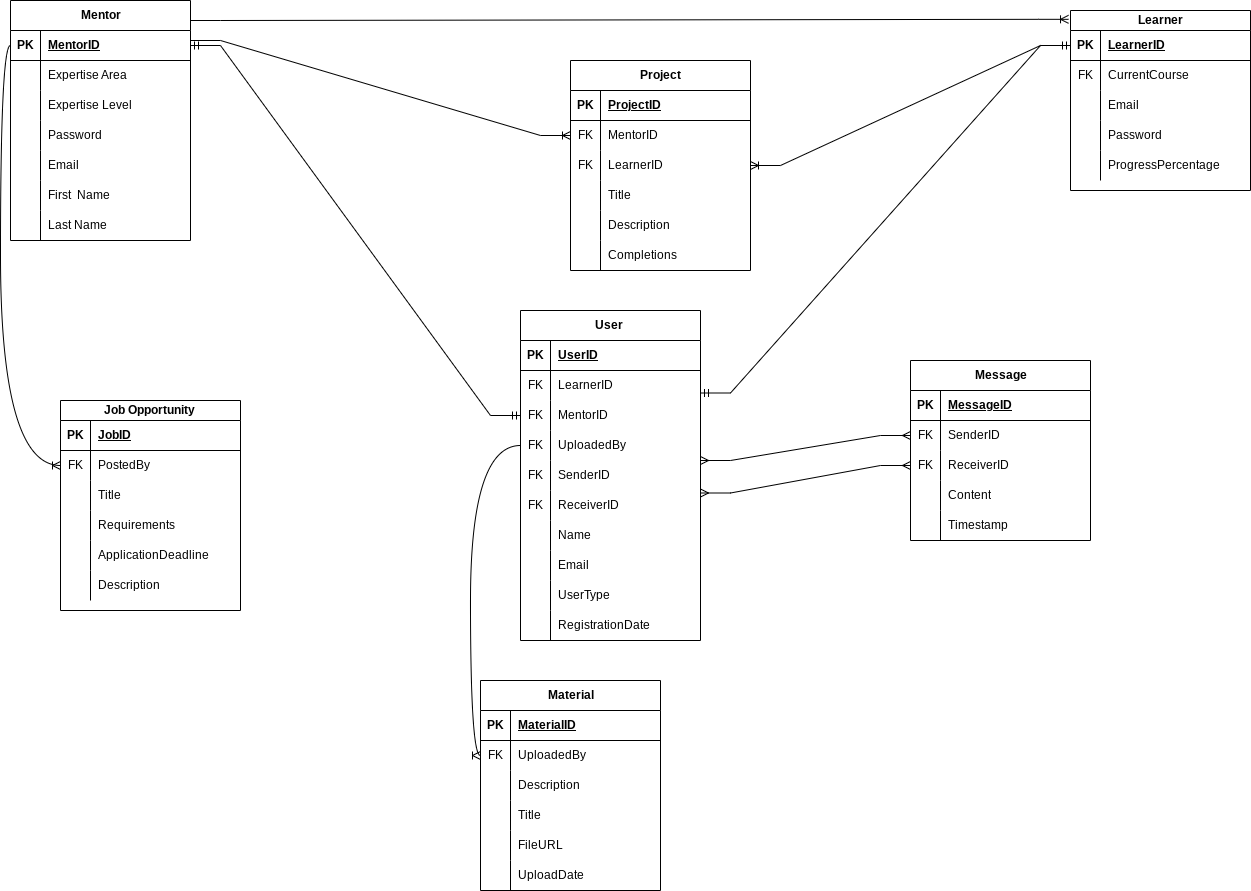 Mentor
PK MentorID
Expertise Area
Expertise Level
Password
Email
First Name
Last Name
Learner
PK LearnerID
FK CurrentCourse
Email
Password
ProgressPercentage
Project
PK ProjectID
FK MentorID
FK LearnerID
Title
Description
Completions
User
PK UserID
FK LearnerID
FK MentorID
FK UploadedBy
FK SenderID
FK ReceiverID
Name
Email
UserType
RegistrationDate
Message
PK MessageID
FK SenderID
FK ReceiverID
Content
Timestamp
Job Opportunity
PK JobID
FK PostedBy
Title
Requirements
ApplicationDeadline
Description
Material
PK MaterialID
FK UploadedBy
Description
Title
FileURL
UploadDate